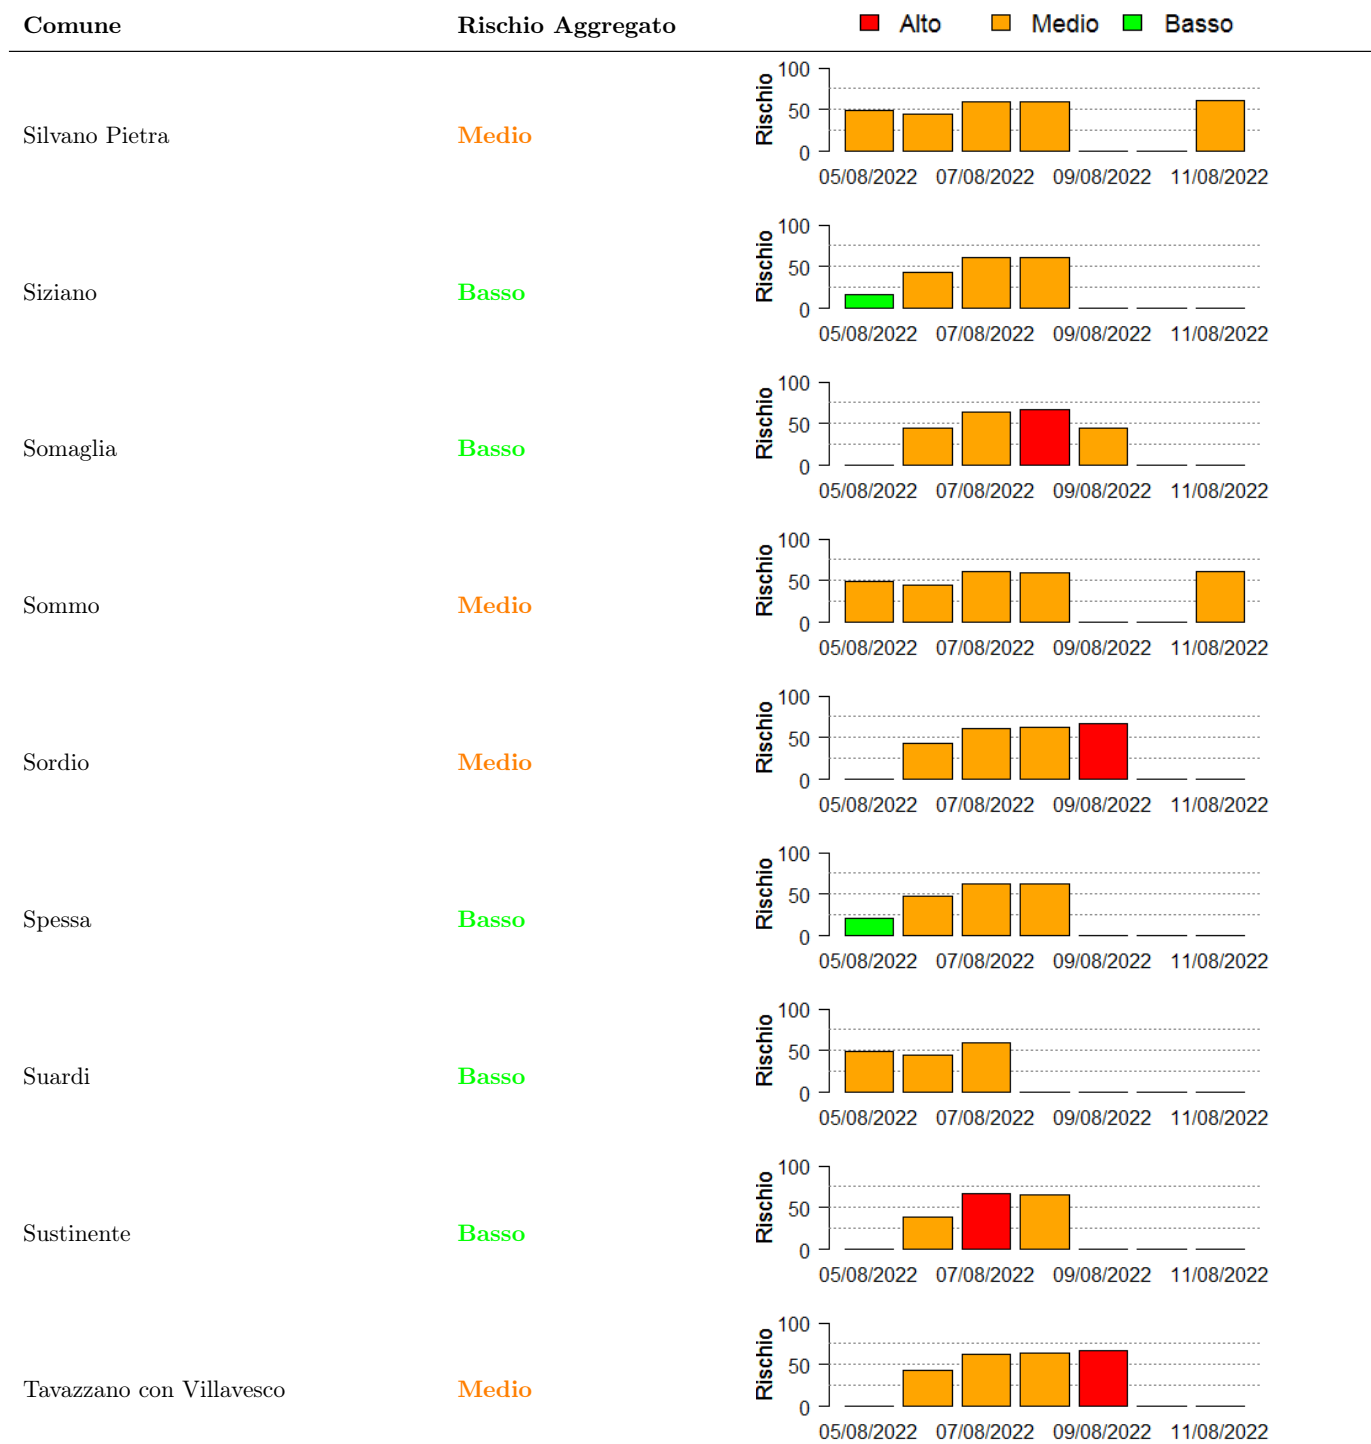 Comune Rischio Aggregato Alto Medio Basso
100
50
0
Rischio
Silvano Pietra Medio
05/08/2022 07/08/2022 09/08/2022 11/08/2022
100
50
0
Rischio
Siziano Basso
05/08/2022 07/08/2022 09/08/2022 11/08/2022
100
50
0
Rischio
Somaglia Basso
05/08/2022 07/08/2022 09/08/2022 11/08/2022
100
50
0
Rischio
Sommo Medio
05/08/2022 07/08/2022 09/08/2022 11/08/2022
100
50
0
Rischio
Sordio Medio
05/08/2022 07/08/2022 09/08/2022 11/08/2022
100
50
0
Rischio
Spessa Basso
05/08/2022 07/08/2022 09/08/2022 11/08/2022
100
50
0
Rischio
Suardi Basso
05/08/2022 07/08/2022 09/08/2022 11/08/2022
100
50
0
Rischio
Sustinente Basso
05/08/2022 07/08/2022 09/08/2022 11/08/2022
100
50
0
Rischio
Tavazzano con Villavesco Medio
05/08/2022 07/08/2022 09/08/2022 11/08/2022